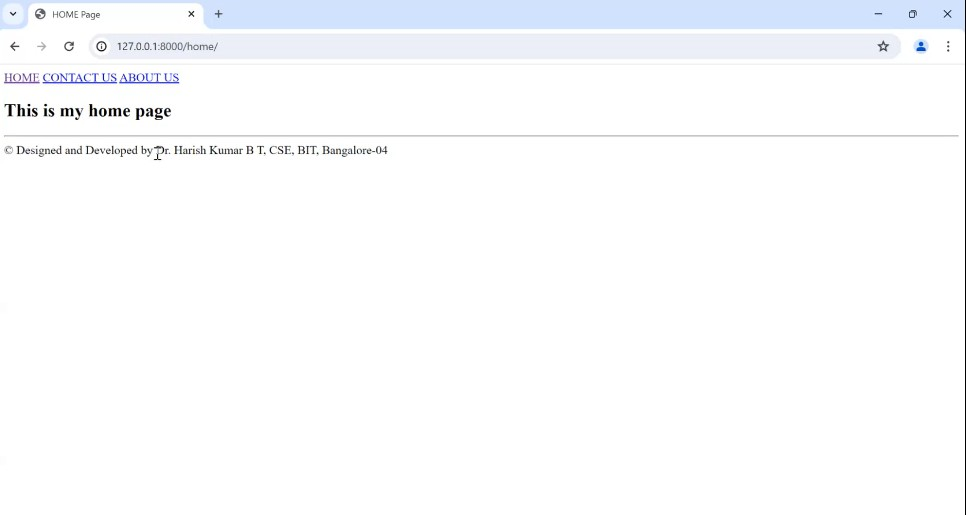 HOME Page
127.0.0.1:8000/home/
HOME CONTACT US ABOUT US
This is my home page
© Designed and Developed by Dr. Harish Kumar B T, CSE, BIT, Bangalore-04